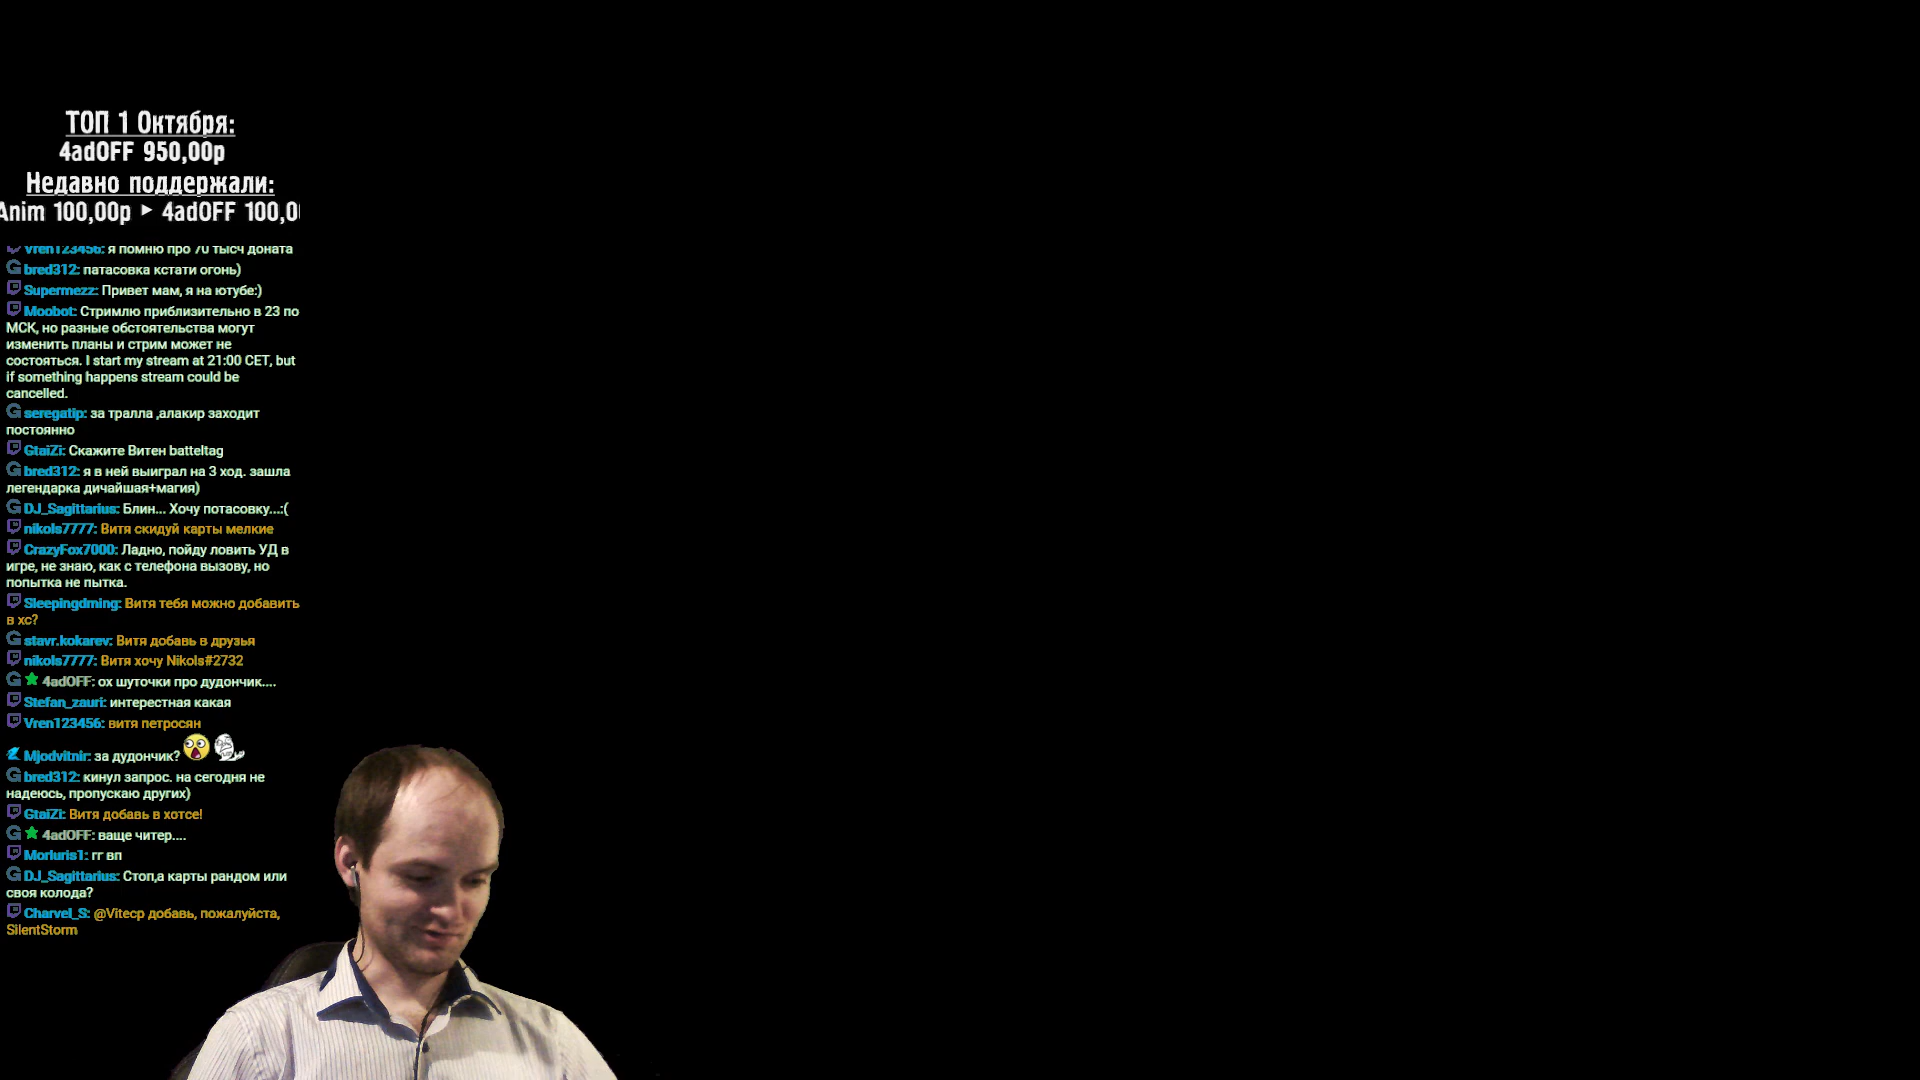 ТОП 1 Октября:
4adOFF 950,00р
Недавно поддержали:
Anim 100,00р ► 4adOFF 100,0
Vren123456: я помню про 70 тысч доната
bred312: патасовка кстати огонь)
Supermezz: Привет мам, я на ютубе:)
Moobot: Стримлю приблизительно в 23 по
МСК, но разные обстоятельства могут
изменить планы и стрим может не
состояться. I start my stream at 21:00 CET, but
if something happens stream could be
cancelled.
seregatip: за тралла ,алакир заходит
постоянно
GtaiZi: Скажите Витен batteltag
bred312: я в ней выиграл на 3 ход. зашла
легендарка дичайшая+магия)
DJ_Sagittarius: Блин... Хочу потасовку...:(
nikols7777: Витя скидуй карты мелкие
CrazyFox7000: Ладно, пойду ловить УД в
игре, не знаю, как с телефона вызову, но
попытка не пытка.
Sleepingdming: Витя тебя можно добавить
в хс?
stavr.kokarev: Витя добавь в друзья
nikols7777: Витя хочу Nikols#2732
4adOFF: ох шуточки про дудончик....
Stefan_zauri: интерестная какая
Vren123456: витя петросян
Mjodvitnir: за дудончик?
bred312: кинул запрос. на сегодня не
надеюсь, пропускаю других)
GtaiZi: Витя добавь в хотсе!
4adOFF: ваще читер....
Morluris1: гг вп
DJ_Sagittarius: Стоп,а карты рандом или
своя колода?
Charvel_S: @Vitecp добавь, пожалуйста,
SilentStorm